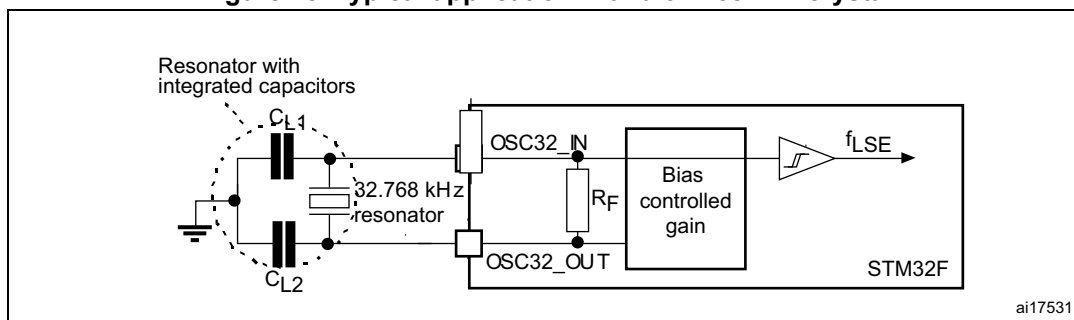 Resonator with
integrated capacitors
CL1
OSC32_IN
fLSE
32.768 kHz
resonator
RF
Bias
controlled
gain
OSC32_OUT
STM32F
CL2
ai17531